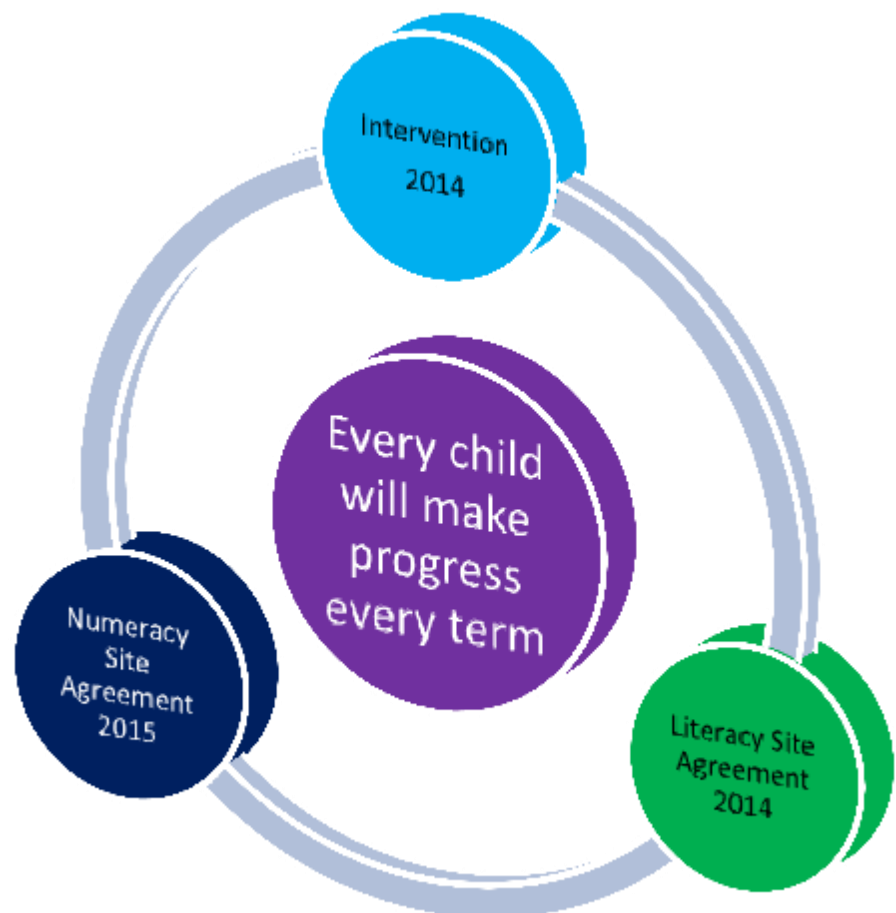 Intervention
2014
Every child
will make
progress
every term
Numeracy
Site
Agreement
2015
Literacy Site
Agreement
2014